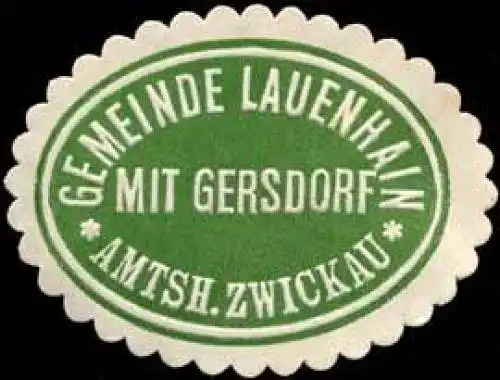 GEMEINDE LAUENHAIN
MIT GERSDORF
* AMTSH. ZWICKAU *